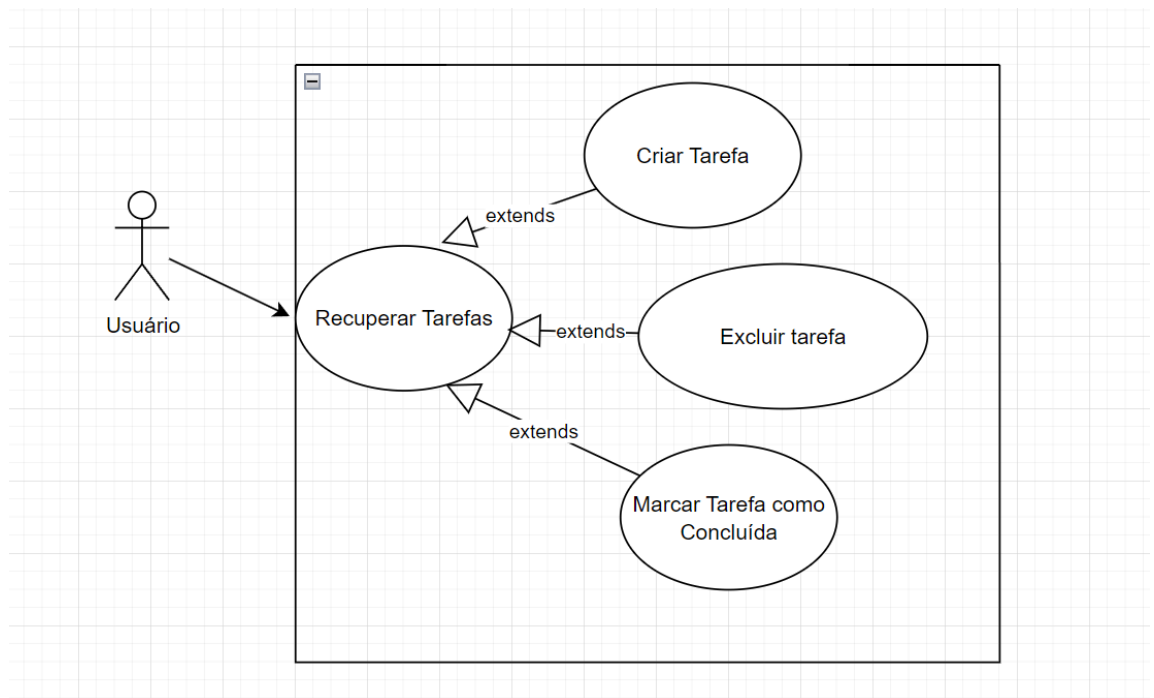 Criar Tarefa
extends
Usuário
Recuperar Tarefas
extends
Excluir tarefa
extends
Marcar Tarefa como
Concluída